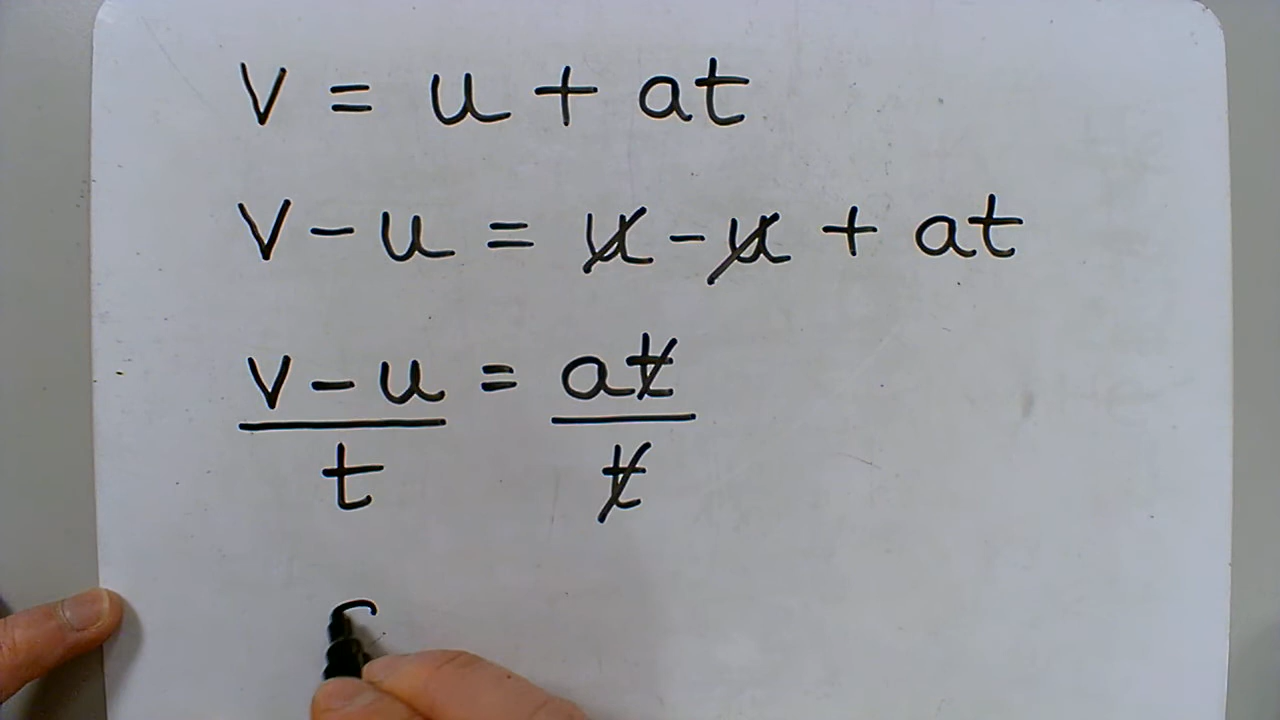 v = u + at
v - u = u - u + at
v - u = at
t t